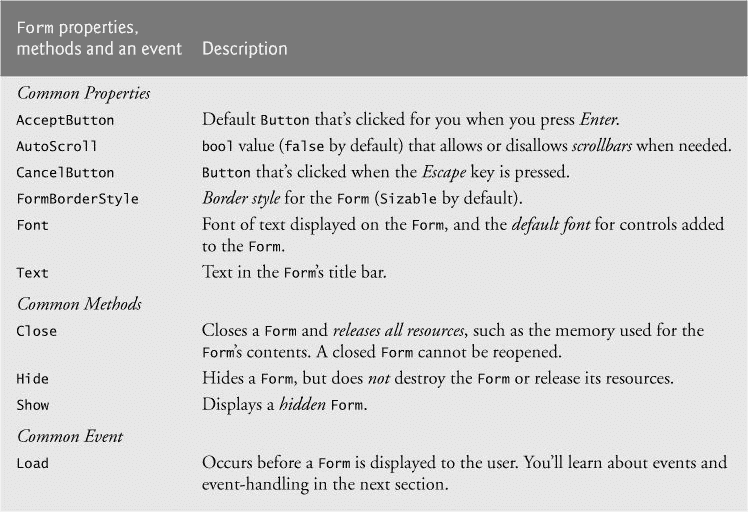 Form properties,
methods and an event Description
Common Properties
AcceptButton Default Button that’s clicked for you when you press Enter.
AutoScroll bool value (false by default) that allows or disallows scrollbars when needed.
CancelButton Button that’s clicked when the Escape key is pressed.
FormBorderStyle Border style for the Form (Sizable by default).
Font Font of text displayed on the Form, and the default font for controls added
to the Form.
Text Text in the Form’s title bar.
Common Methods
Close Closes a Form and releases all resources, such as the memory used for the
Form’s contents. A closed Form cannot be reopened.
Hide Hides a Form, but does not destroy the Form or release its resources.
Show Displays a hidden Form.
Common Event
Load Occurs before a Form is displayed to the user. You’ll learn about events and
event-handling in the next section.